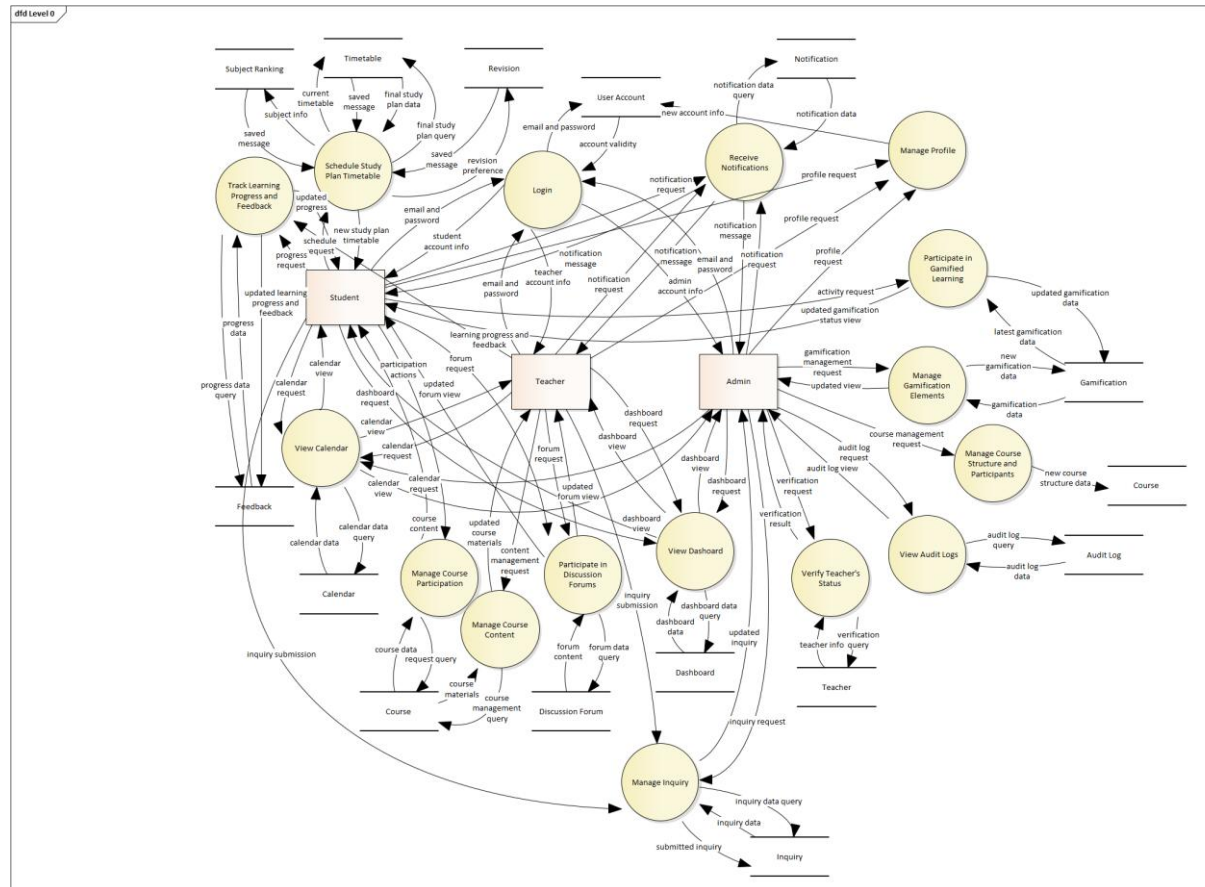 dfd Level 0
Subject Ranking
Timetable
Revision
User Account
Notification
current
timetable
saved
message
final study
plan data
final study
plan query
subject info
saved
message
saved
message
revision
preference
Schedule Study
Plan Timetable
Track Learning
Progress and
Feedback
email and password
account validity
new account info
notification data
query
notification data
Login
Receive
Notifications
Manage Profile
updated
progress
new study plan
timetable
schedule
request
progress
request
email and
password
student
account info
notification
request
profile request
profile request
profile
request
notification
message
notification
message
notification
message
notification
request
notification
request
email and
password
teacher
account info
email and
password
admin
account info
Student
Teacher
Admin
updated learning
progress and
feedback
progress
data
progress data
query
learning progress and
feedback
activity request
updated gamification
status view
Participate in
Gamified
Learning
updated gamification
data
latest gamification
data
Gamification
gamification
management
request
updated view
Manage
Gamification
Elements
new
gamification
data
gamification
data
course management
request
Manage Course
Structure and
Participants
new course
structure data
Course
calendar
view
calendar
request
participation
actions
dashboard
request
forum
request
updated
forum view
View Calendar
calendar
view
calendar
request
calendar
view
calendar
request
Feedback
calendar data
calendar data
query
Calendar
course
content
updated
course
materials
content
management
request
forum
request
updated
forum view
dashboard
view
dashboard
request
dashboard
view
dashboard
view
dashboard
request
audit log
request
audit log view
verification
request
verification
result
Manage Course
Participation
Manage Course
Content
Participate in
Discussion
Forums
View Dashoard
Verify Teacher's
Status
View Audit Logs
audit log
query
audit log
data
Audit Log
inquiry
submission
course data
request query
course
materials
course
management
query
Course
forum
content
forum data
query
Discussion Forum
dashboard
data
dashboard data
query
Dashboard
teacher info
verification
query
Teacher
inquiry submission
updated
inquiry
inquiry request
Manage Inquiry
inquiry data query
inquiry data
submitted inquiry
Inquiry